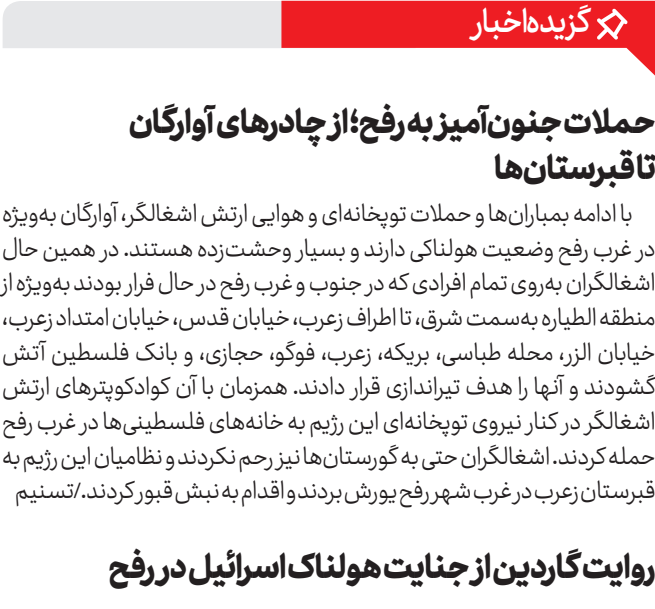 گزیده‌اخبار
حملات جنون‌آمیز به رفح؛ از چادرهای آوارگان
تا قبرستان‌ها
با ادامه بمباران‌ها و حملات توپخانه‌ای و هوایی ارتش اشغالگر، آوارگان به‌ویژه
در غرب رفح وضعیت هولناکی دارند و بسیار وحشت‌زده هستند. در همین حال
اشغالگران به‌روی تمام افرادی که در جنوب و غرب رفح در حال فرار بودند به‌ویژه از
منطقه الطیاره به‌سمت شرق، تا اطراف زعرب، خیابان قدس، خیابان امتداد زعرب،
خیابان الزر، محله طباسی، بریکه، زعرب، فوگو، حجازی، و بانک فلسطین آتش
گشودند و آنها را هدف تیراندازی قرار دادند. همزمان با آن کوادکوپترهای ارتش
اشغالگر در کنار نیروی توپخانه‌ای این رژیم به خانه‌های فلسطینی‌ها در غرب رفح
حمله کردند. اشغالگران حتی به گورستان‌ها نیز رحم نکردند و نظامیان این رژیم به
قبرستان زعرب در غرب شهر رفح یورش بردند و اقدام به نبش قبور کردند./تسنیم
روایت گاردین از جنایت هولناک اسرائیل در رفح